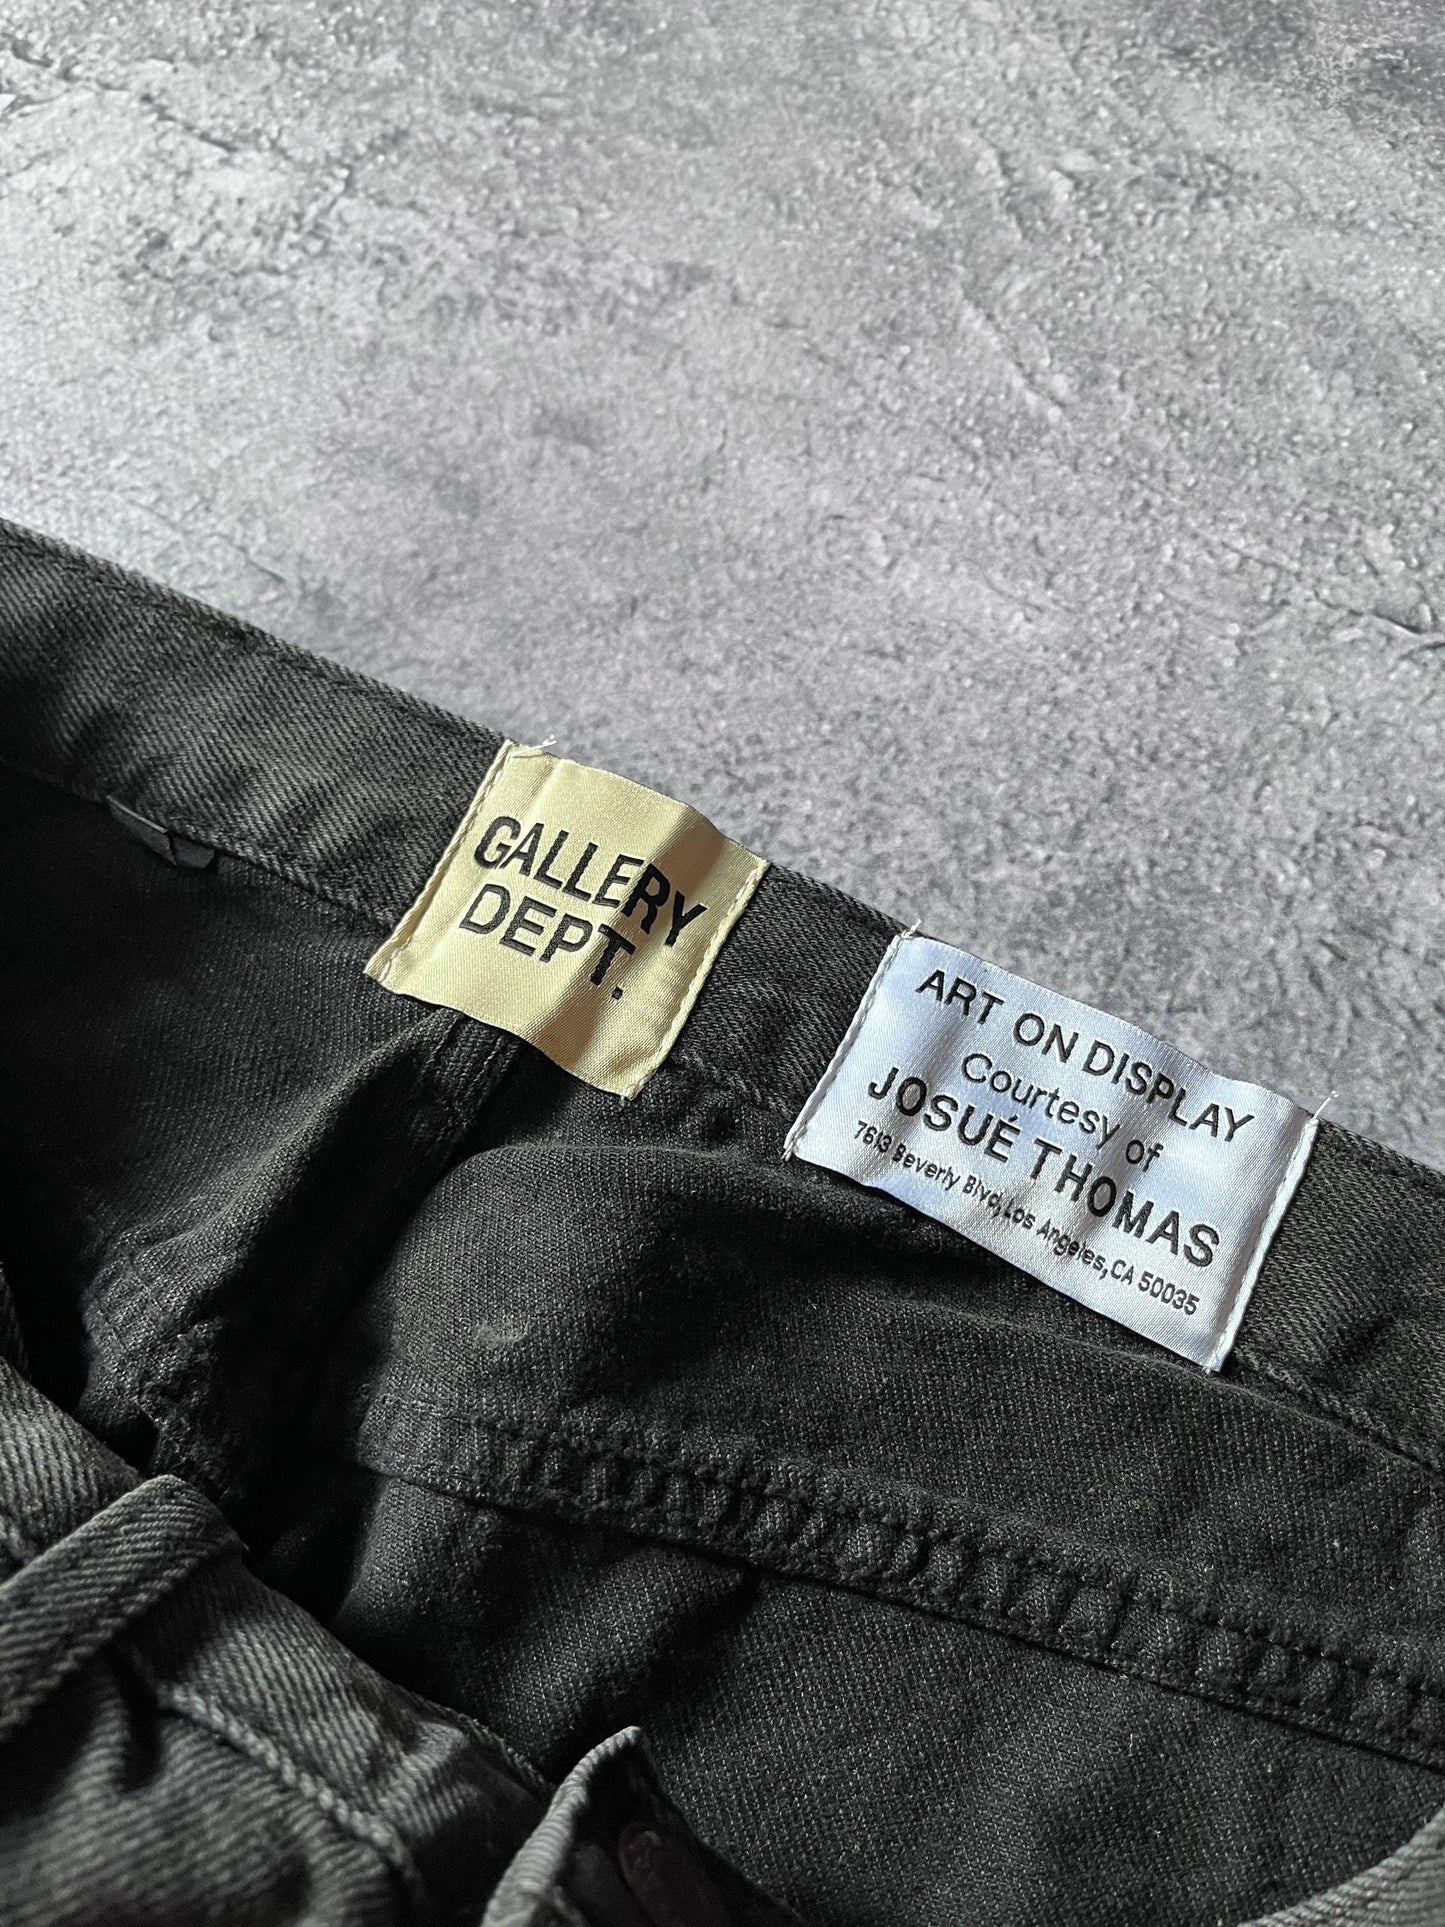 GALLERY
DEPT.
ART ON DISPLAY
Courtesy of
JOSUÉ THOMAS
7613 Beverly Blvd, Los Angeles, CA 50035